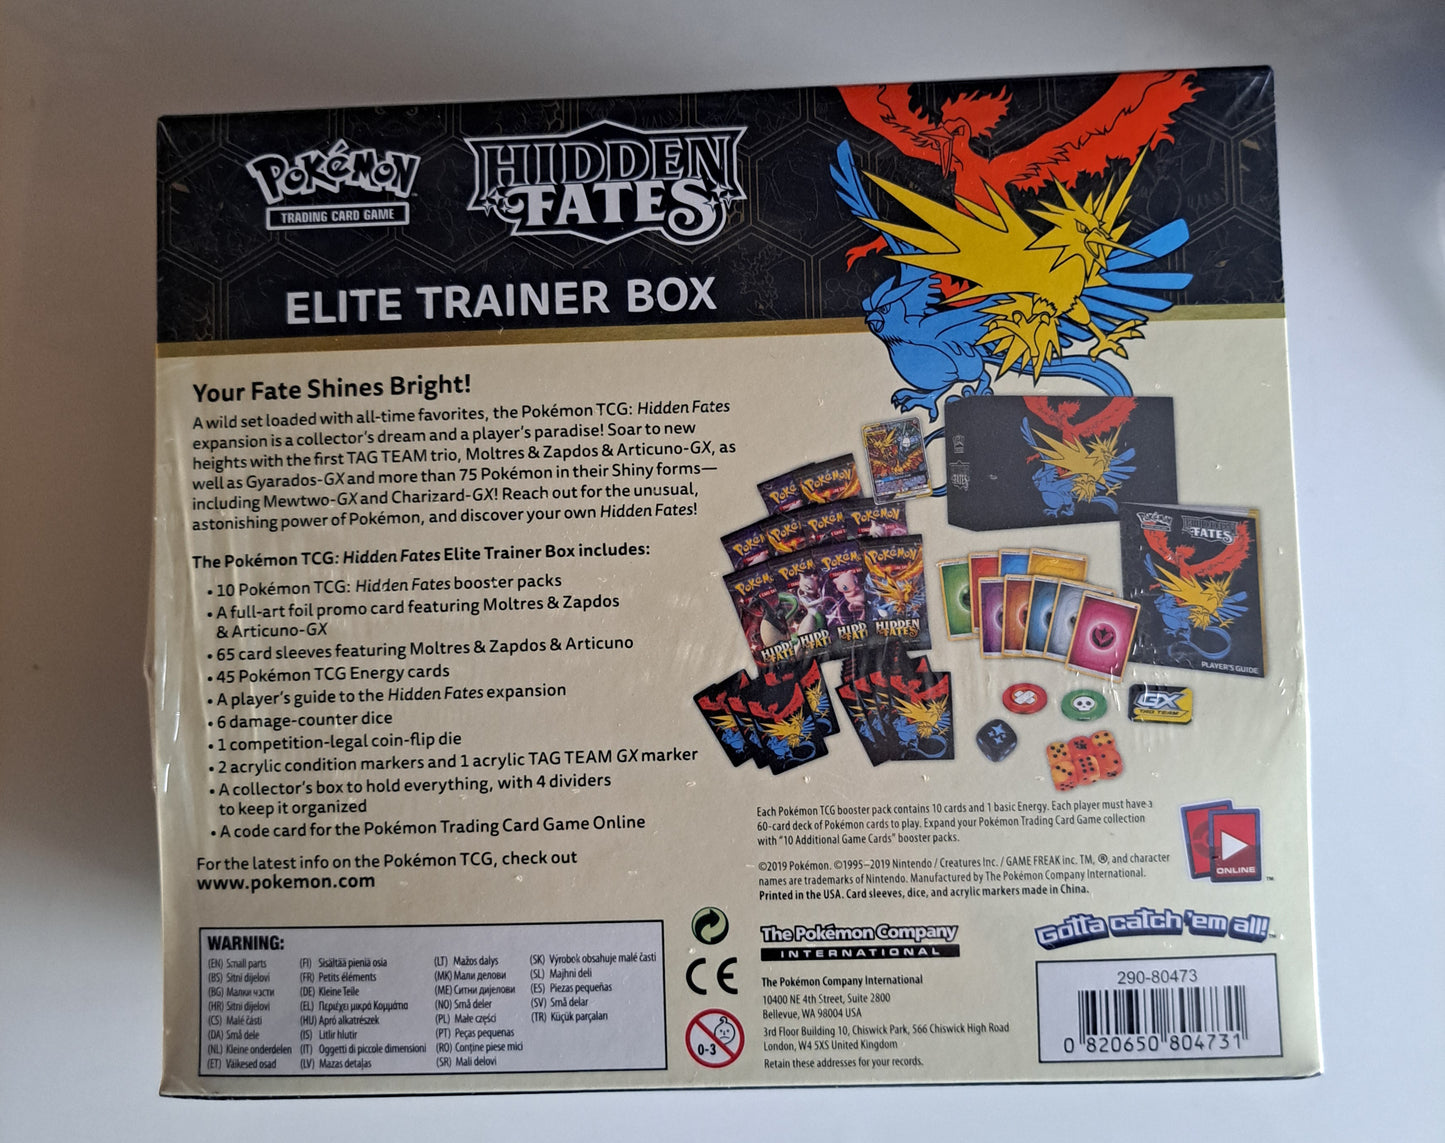 Pokémon
TRADING CARD GAME
HIDDEN
FATES
ELITE TRAINER BOX
Your Fate Shines Bright!
A wild set loaded with all-time favorites, the Pokémon TCG: Hidden Fates
expansion is a collector's dream and a player's paradise! Soar to new
heights with the first TAG TEAM trio, Moltres & Zapdos & Articuno-GX, as
well as Gyarados-GX and more than 75 Pokémon in their Shiny forms—
including Mewtwo-GX and Charizard-GX! Reach out for the unusual,
astonishing power of Pokémon, and discover your own Hidden Fates!
The Pokémon TCG: Hidden Fates Elite Trainer Box includes:
• 10 Pokémon TCG: Hidden Fates booster packs
• A full-art foil promo card featuring Moltres & Zapdos
& Articuno-GX
• 65 card sleeves featuring Moltres & Zapdos & Articuno
• 45 Pokémon TCG Energy cards
• A player's guide to the Hidden Fates expansion
• 6 damage-counter dice
• 1 competition-legal coin-flip die
• 2 acrylic condition markers and 1 acrylic TAG TEAM GX marker
• A collector's box to hold everything, with 4 dividers
to keep it organized
• A code card for the Pokémon Trading Card Game Online
For the latest info on the Pokémon TCG, check out
www.pokemon.com
HIDDEN
FATES
PLAYER'S GUIDE
GX
TAG TEAM
Each Pokémon TCG booster pack contains 10 cards and 1 basic Energy. Each player must have a
60-card deck of Pokémon cards to play. Expand your Pokémon Trading Card Game collection
with "10 Additional Game Cards" booster packs.
©2019 Pokémon. ©1995–2019 Nintendo / Creatures Inc. / GAME FREAK inc. TM, ®, and character
names are trademarks of Nintendo. Manufactured by The Pokémon Company International.
Printed in the USA. Card sleeves, dice, and acrylic markers made in China.
ONLINE
TM
WARNING:
(EN) Small parts
(BS) Sitni dijelovi
(BG) Малки части
(HR) Sitni dijelovi
(CS) Malé části
(DA) Små dele
(NL) Kleine onderdelen
(ET) Väikesed osad
(FI) Sisältää pieniä osia
(FR) Petits éléments
(DE) Kleine Teile
(EL) Περιέχει μικρά Κομμάτια
(HU) Apró alkatrészek
(IS) Litlir hlutir
(IT) Oggetti di piccole dimensioni
(LV) Mazas detaļas
(LT) Mažos dalys
(MK) Мали делови
(ME) Ситни дијелови
(NO) Små deler
(PL) Małe części
(PT) Peças pequenas
(RO) Conține piese mici
(SR) Mali delovi
(SK) Výrobok obsahuje malé časti
(SL) Majhni deli
(ES) Piezas pequeñas
(SV) Små delar
(TR) Küçük parçaları
CE
0-3
The Pokémon Company
INTERNATIONAL
The Pokémon Company International
10400 NE 4th Street, Suite 2800
Bellevue, WA 98004 USA
3rd Floor Building 10, Chiswick Park, 566 Chiswick High Road
London, W4 5XS United Kingdom
Retain these addresses for your records.
Gotta catch 'em all!
290-80473
0 820650 804731